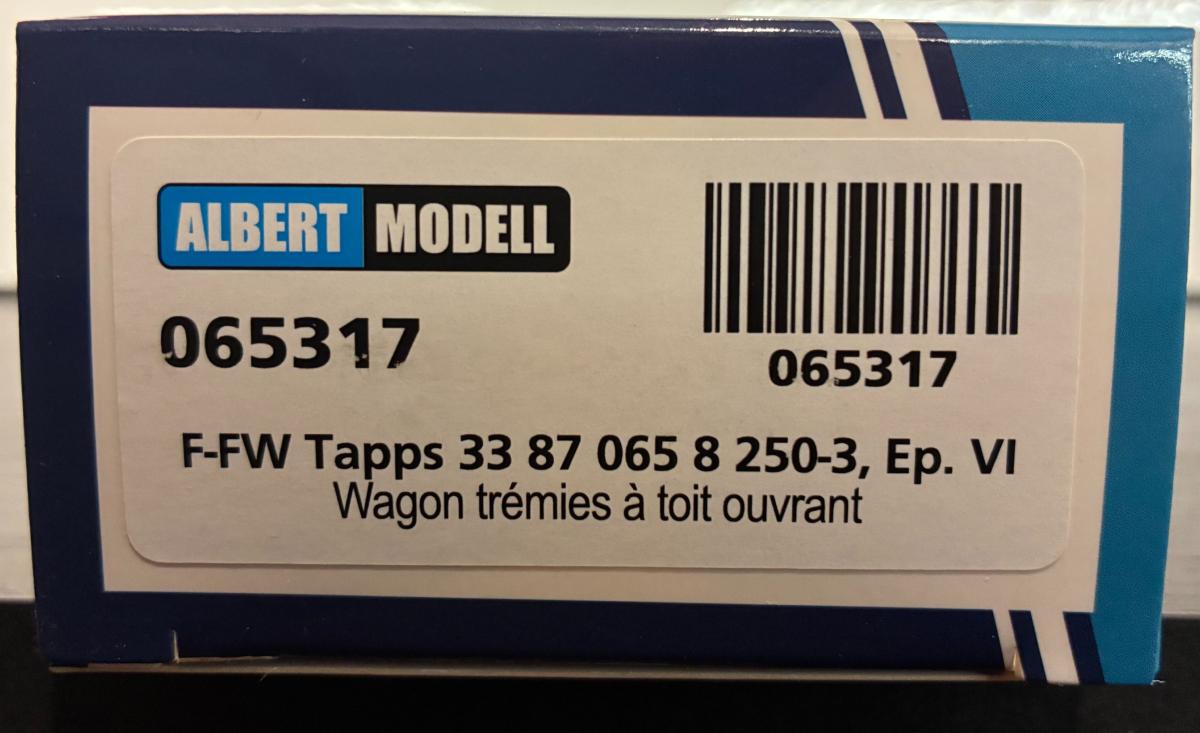 ALBERT MODELL
065317
065317
F-FW Tapps 33 87 065 8 250-3, Ep. VI
Wagon trémies à toit ouvrant